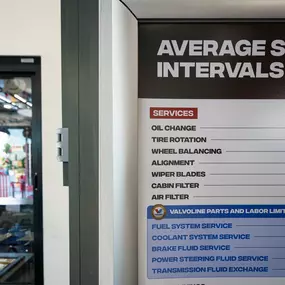 AVERAGE S
INTERVALS
SERVICES
OIL CHANGE
TIRE ROTATION
WHEEL BALANCING
ALIGNMENT
WIPER BLADES
CABIN FILTER
AIR FILTER
VALVOLINE PARTS AND LABOR LIMIT
FUEL SYSTEM SERVICE
COOLANT SYSTEM SERVICE
BRAKE FLUID SERVICE
POWER STEERING FLUID SERVICE
TRANSMISSION FLUID EXCHANGE